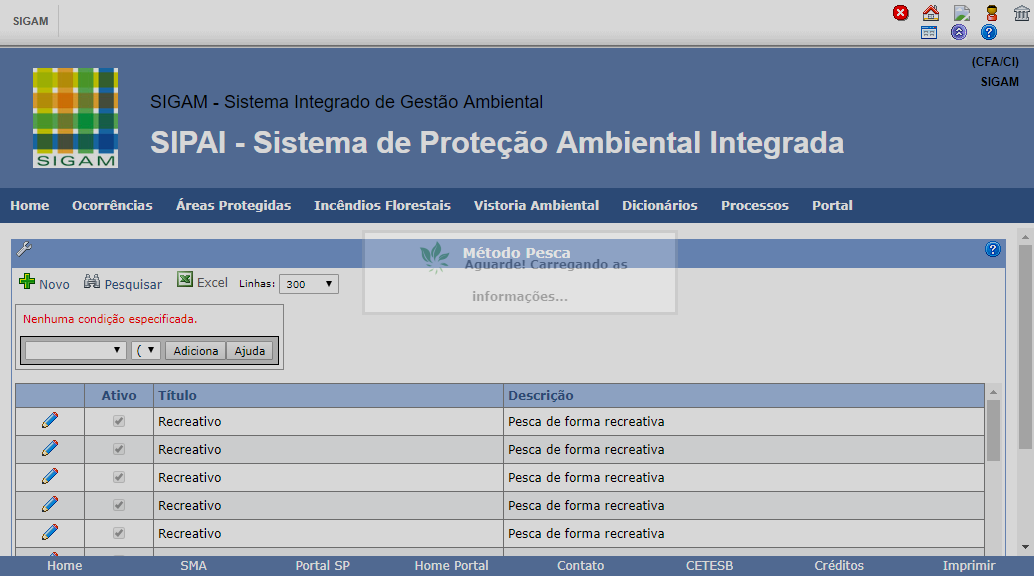 SIGAM
(CFA/CI)
SIGAM
SIGAM
SIGAM - Sistema Integrado de Gestão Ambiental
SIPAI - Sistema de Proteção Ambiental Integrada
Home Ocorrências Áreas Protegidas Incêndios Florestais Vistoria Ambiental Dicionários Processos Portal
Método Pesca
Aguarde! Carregando as
informações...
Novo Pesquisar Excel Linhas: 300
Nenhuma condição especificada.
( Adiciona Ajuda
Ativo Título Descrição
Recreativo Pesca de forma recreativa
Recreativo Pesca de forma recreativa
Recreativo Pesca de forma recreativa
Recreativo Pesca de forma recreativa
Recreativo Pesca de forma recreativa
Home SMA Portal SP Home Portal Contato CETESB Créditos Imprimir